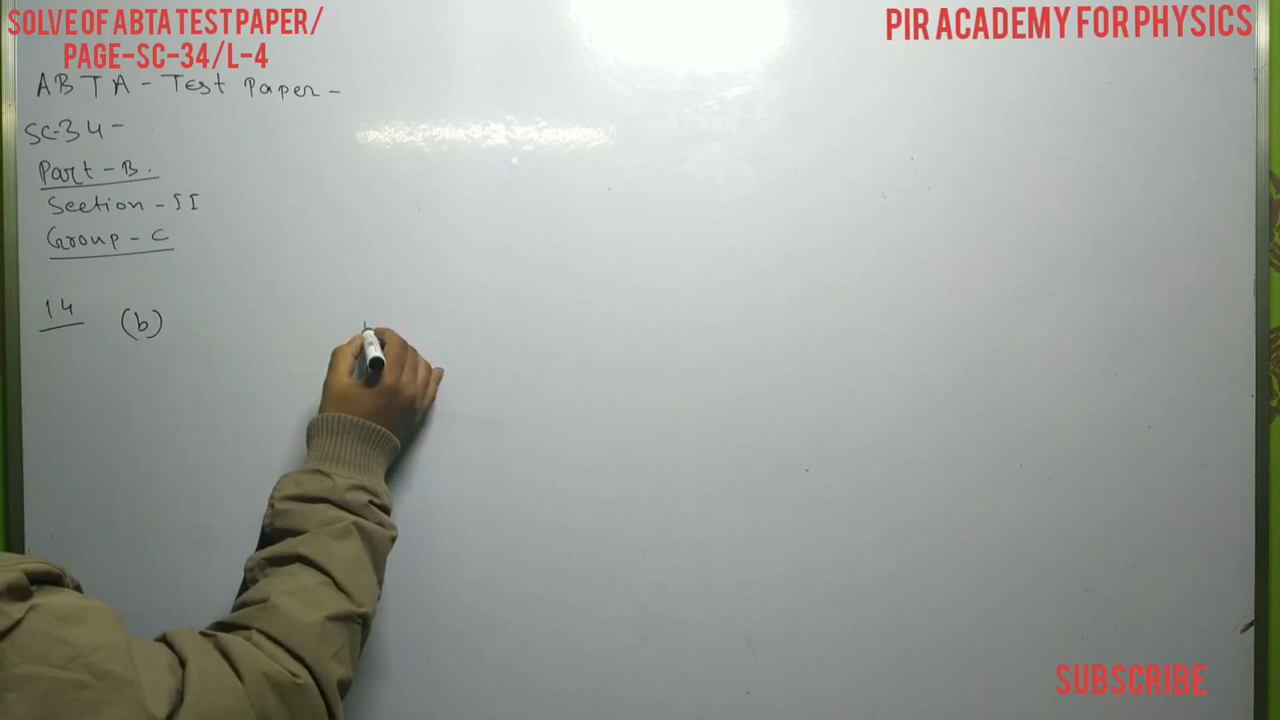 SOLVE OF ABTA TEST PAPER/
PAGE-SC-34/L-4
PIR ACADEMY FOR PHYSICS
ABTA - Test Paper -
SC-34 -
Part - B.
Section - II
Group - C
14 (b)
SUBSCRIBE